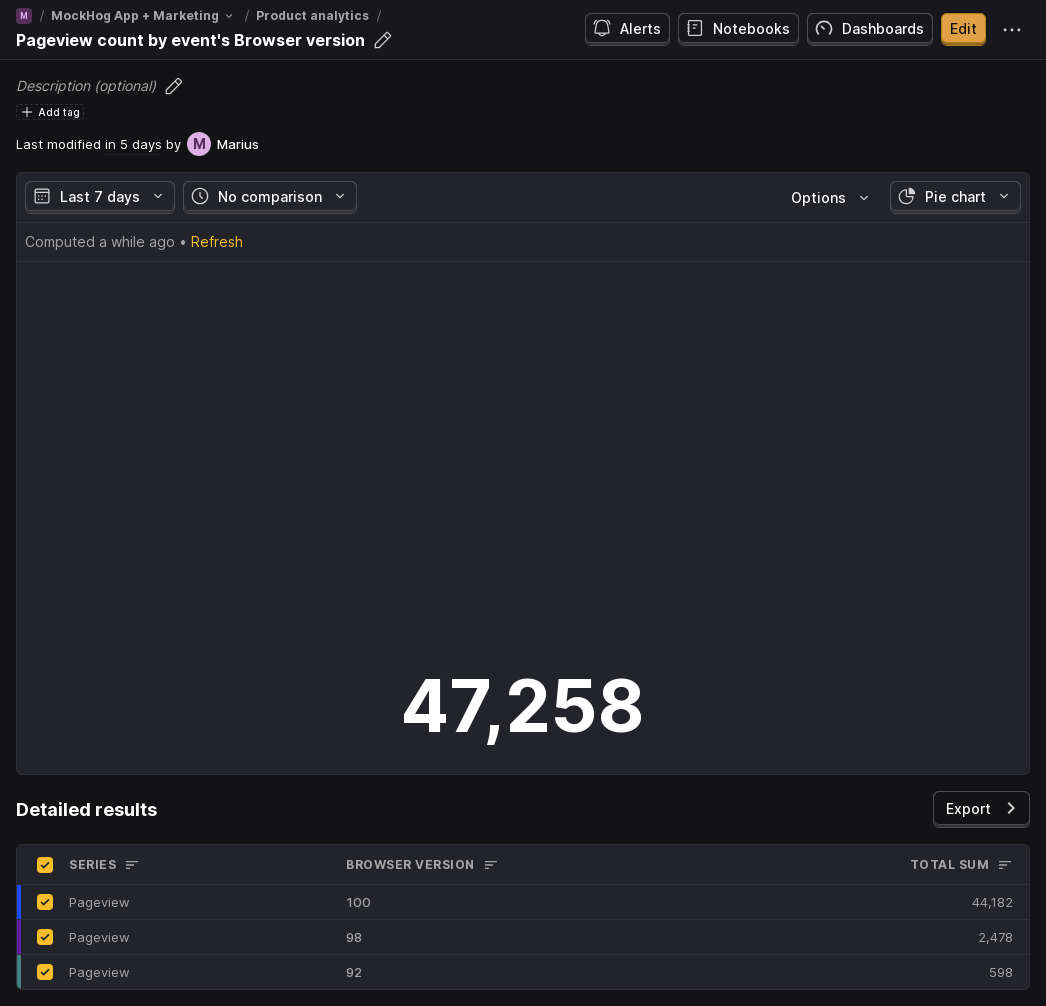 M / MockHog App + Marketing / Product analytics /
Pageview count by event's Browser version
Alerts
Notebooks
Dashboards
Edit
Description (optional)
Add tag
Last modified in 5 days by M Marius
Last 7 days
No comparison
Options
Pie chart
Computed a while ago • Refresh
47,258
Detailed results
Export
SERIES BROWSER VERSION TOTAL SUM
Pageview 100 44,182
Pageview 98 2,478
Pageview 92 598